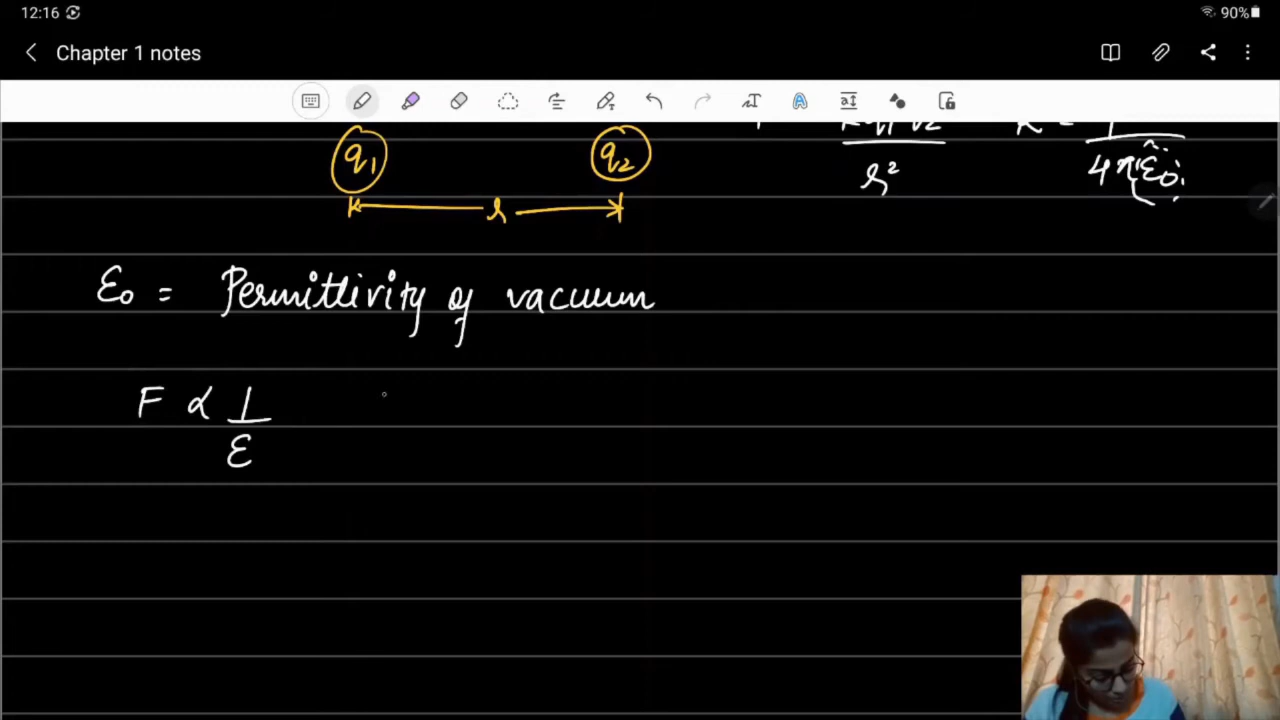 12:16
90%
Chapter 1 notes
q1 q2
r
r²
4πε0
ε0 = Permittivity of vacuum
F ∝ 1
ε